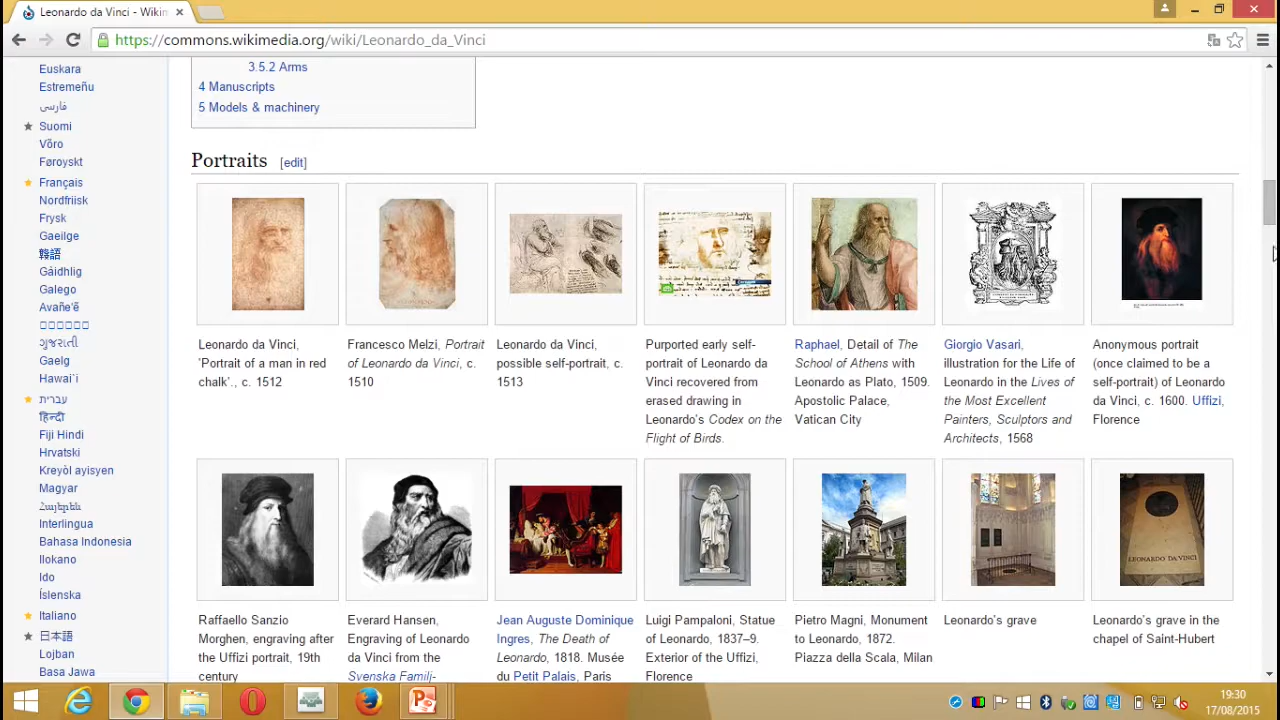 Leonardo da Vinci - Wikin
https://commons.wikimedia.org/wiki/Leonardo_da_Vinci
Euskara
Estremeñu
فارسی
Suomi
Võro
Føroyskt
Français
Nordfriisk
Frysk
Gaeilge
贛語
Gáidhlig
Galego
Avañe'ẽ
ગુજરાતી
Gaelg
Hawai`i
עברית
हिन्दी
Fiji Hindi
Hrvatski
Kreyòl ayisyen
Magyar
Հայերեն
Interlingua
Bahasa Indonesia
Ilokano
Ido
Íslenska
Italiano
日本語
Lojban
Basa Jawa
3.5.2 Arms
4 Manuscripts
5 Models & machinery
Portraits [edit]
Leonardo da Vinci,
'Portrait of a man in red
chalk'., c. 1512
Francesco Melzi, Portrait
of Leonardo da Vinci, c.
1510
Leonardo da Vinci,
possible self-portrait, c.
1513
Purported early self-
portrait of Leonardo da
Vinci recovered from
erased drawing in
Leonardo's Codex on the
Flight of Birds.
Raphael, Detail of The
School of Athens with
Leonardo as Plato, 1509.
Apostolic Palace,
Vatican City
Giorgio Vasari,
illustration for the Life of
Leonardo in the Lives of
the Most Excellent
Painters, Sculptors and
Architects, 1568
Anonymous portrait
(once claimed to be a
self-portrait) of Leonardo
da Vinci, c. 1600. Uffizi,
Florence
LEONARDO DA VINCI
Raffaello Sanzio
Morghen, engraving after
the Uffizi portrait, 19th
century
Everard Hansen,
Engraving of Leonardo
da Vinci from the
Svenska Familj-
Jean Auguste Dominique
Ingres, The Death of
Leonardo, 1818. Musée
du Petit Palais, Paris
Luigi Pampaloni, Statue
of Leonardo, 1837–9.
Exterior of the Uffizi,
Florence
Pietro Magni, Monument
to Leonardo, 1872.
Piazza della Scala, Milan
Leonardo's grave
Leonardo's grave in the
chapel of Saint-Hubert
19:30
17/08/2015